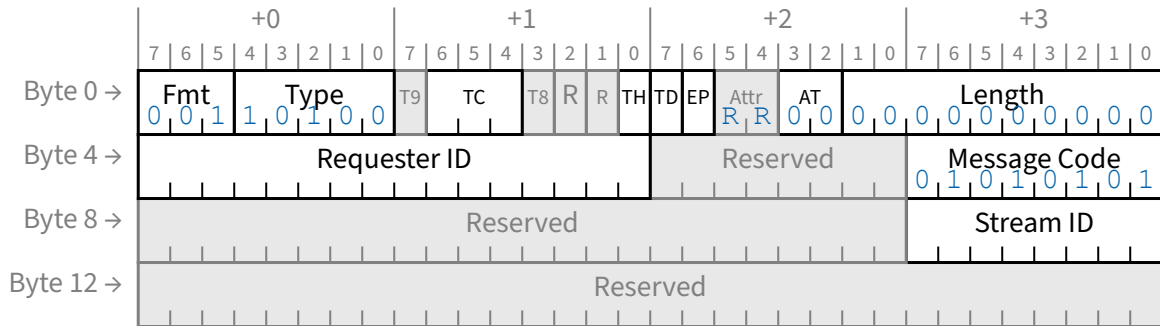 +0 +1 +2 +3
7 6 5 4 3 2 1 0 7 6 5 4 3 2 1 0 7 6 5 4 3 2 1 0 7 6 5 4 3 2 1 0
Byte 0 → Fmt Type T9 TC T8 R R TH TD EP Attr AT Length
0 0 1 1 0 1 0 0 R R 0 0 0 0 0 0 0 0 0 0 0 0
Byte 4 → Requester ID Reserved Message Code
0 1 0 1 0 1 0 1
Byte 8 → Reserved Stream ID
Byte 12 → Reserved